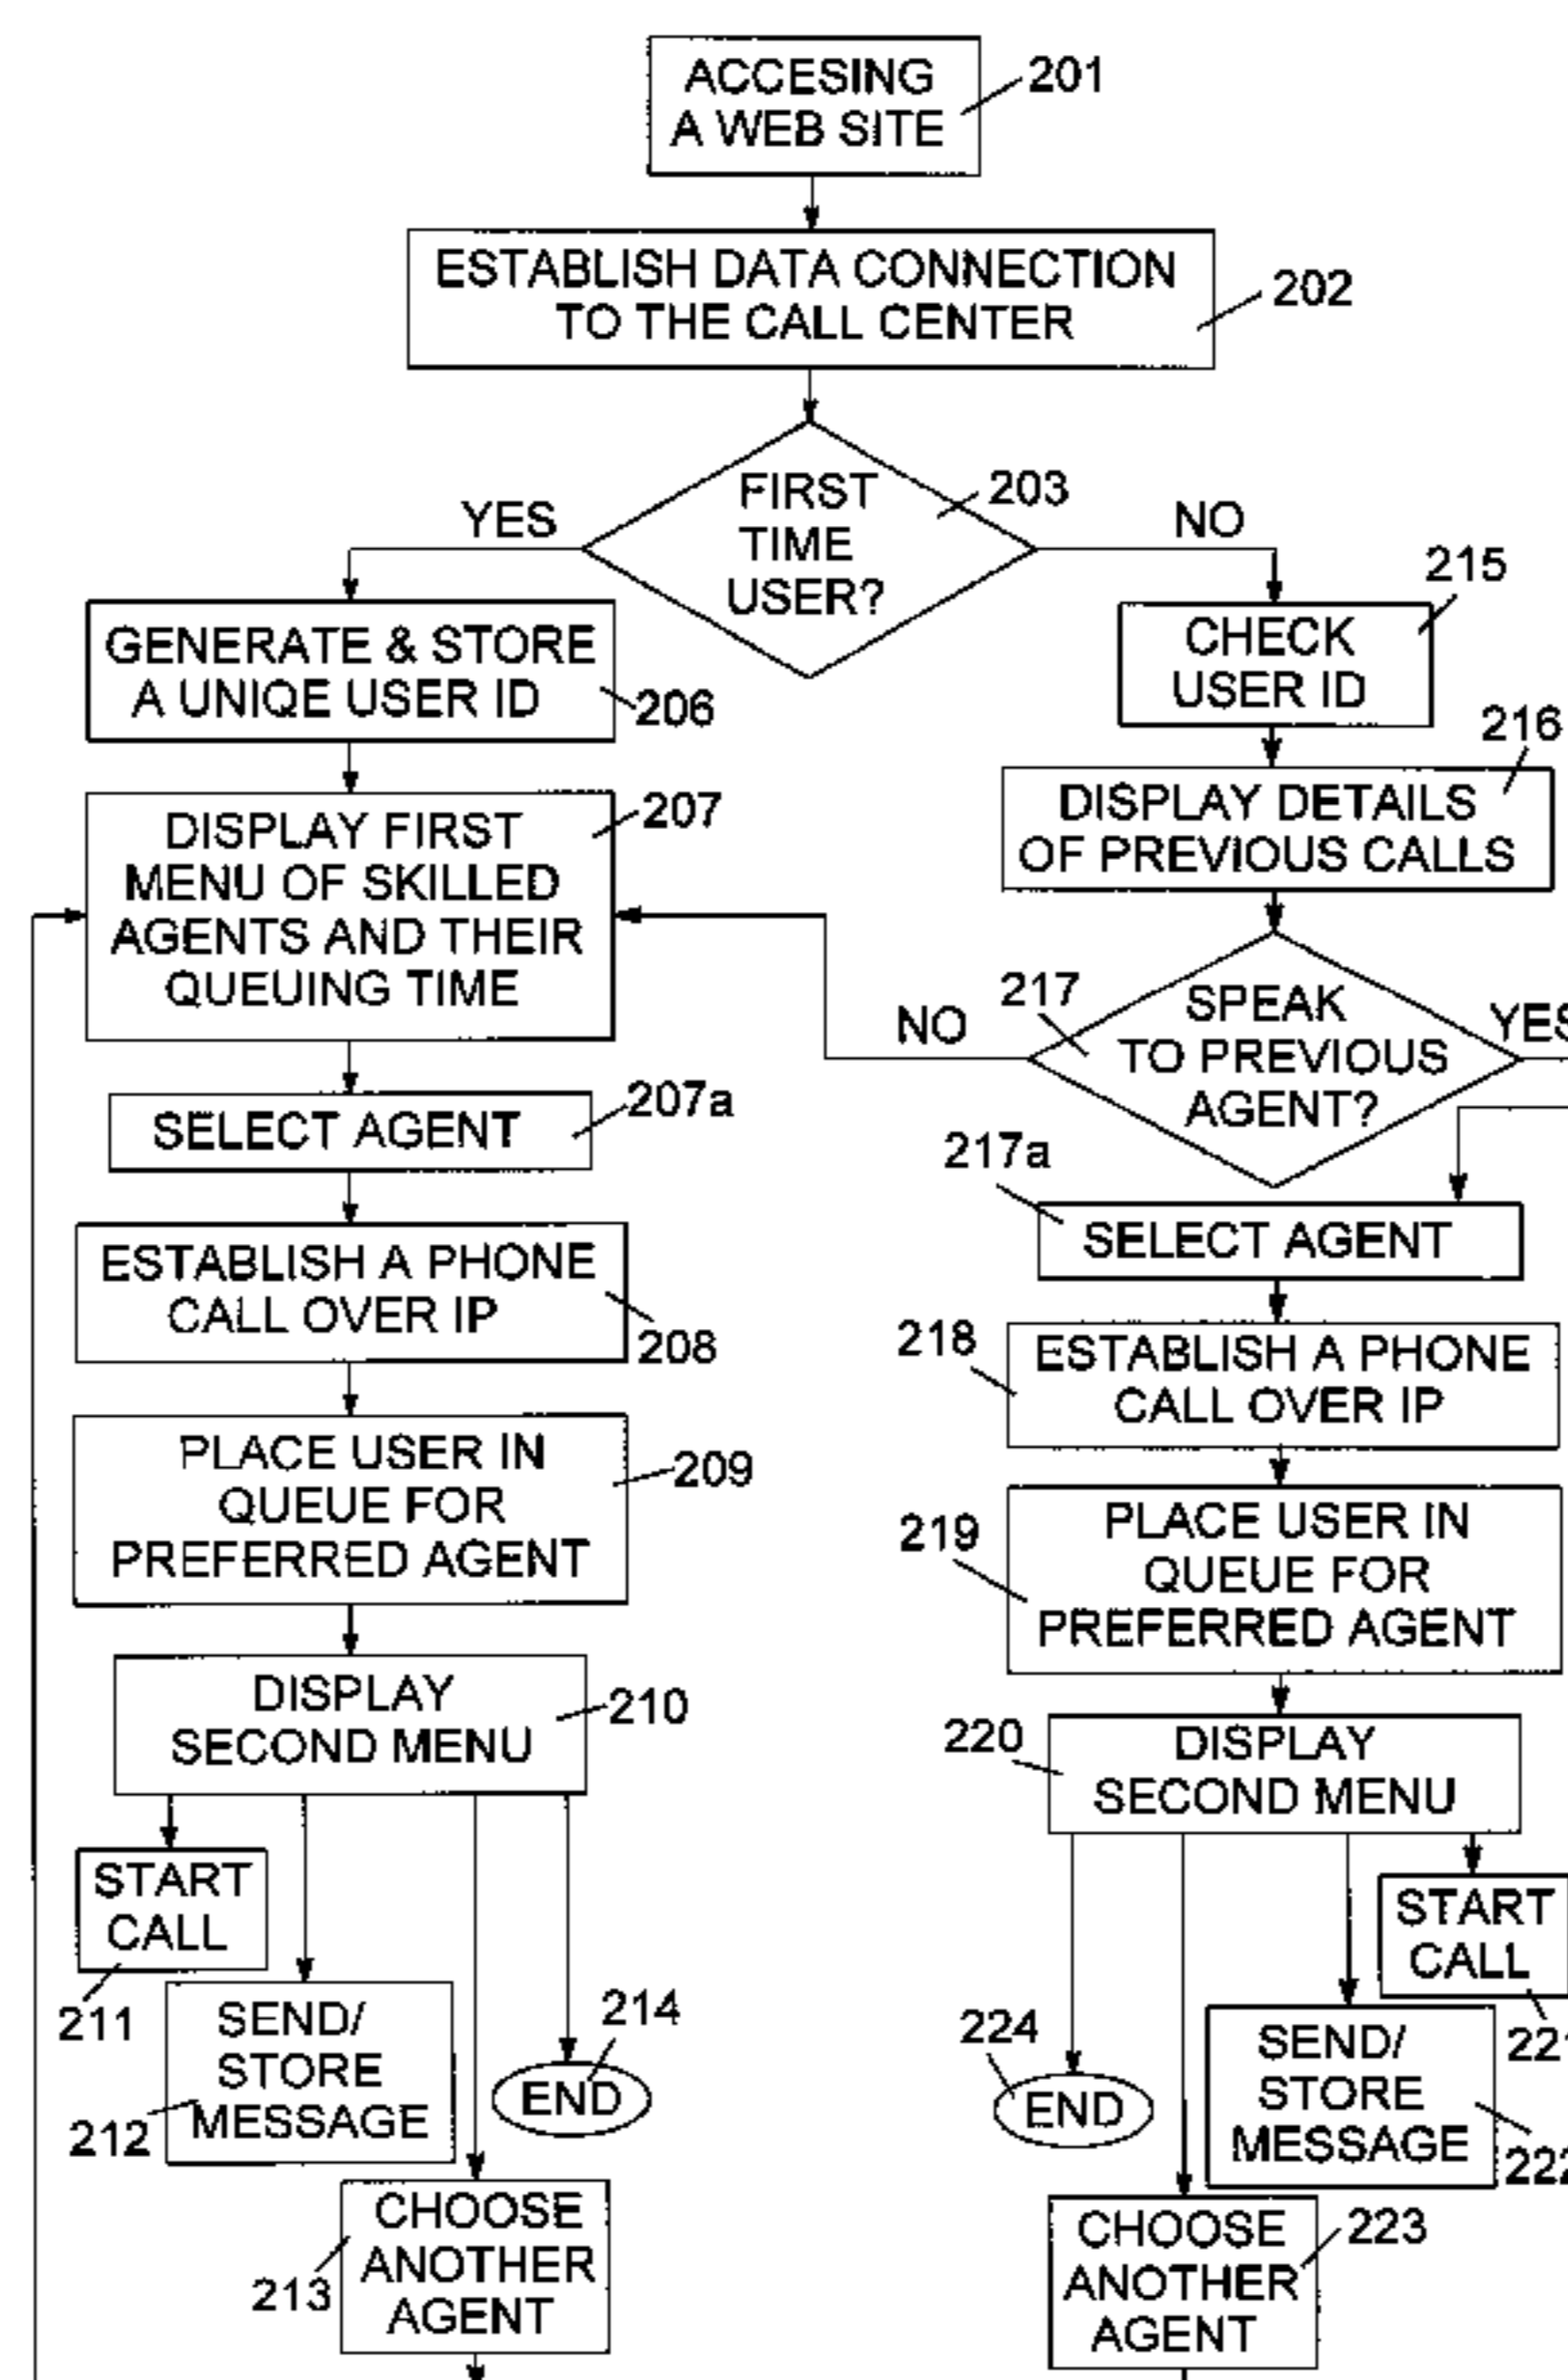 ACCESING
A WEB SITE
201
ESTABLISH DATA CONNECTION
TO THE CALL CENTER
202
FIRST
TIME
USER?
203
YES
NO
GENERATE & STORE
A UNIQE USER ID
206
215
CHECK
USER ID
216
DISPLAY DETAILS
OF PREVIOUS CALLS
DISPLAY FIRST
MENU OF SKILLED
AGENTS AND THEIR
QUEUING TIME
207
217
SPEAK
TO PREVIOUS
AGENT?
NO
YES
SELECT AGENT
207a
217a
SELECT AGENT
ESTABLISH A PHONE
CALL OVER IP
208
218
ESTABLISH A PHONE
CALL OVER IP
PLACE USER IN
QUEUE FOR
PREFERRED AGENT
209
219
PLACE USER IN
QUEUE FOR
PREFERRED AGENT
DISPLAY
SECOND MENU
210
220
DISPLAY
SECOND MENU
START
CALL
211
SEND/
STORE
MESSAGE
212
214
END
CHOOSE
ANOTHER
AGENT
213
START
CALL
221
SEND/
STORE
MESSAGE
222
224
END
CHOOSE
ANOTHER
AGENT
223